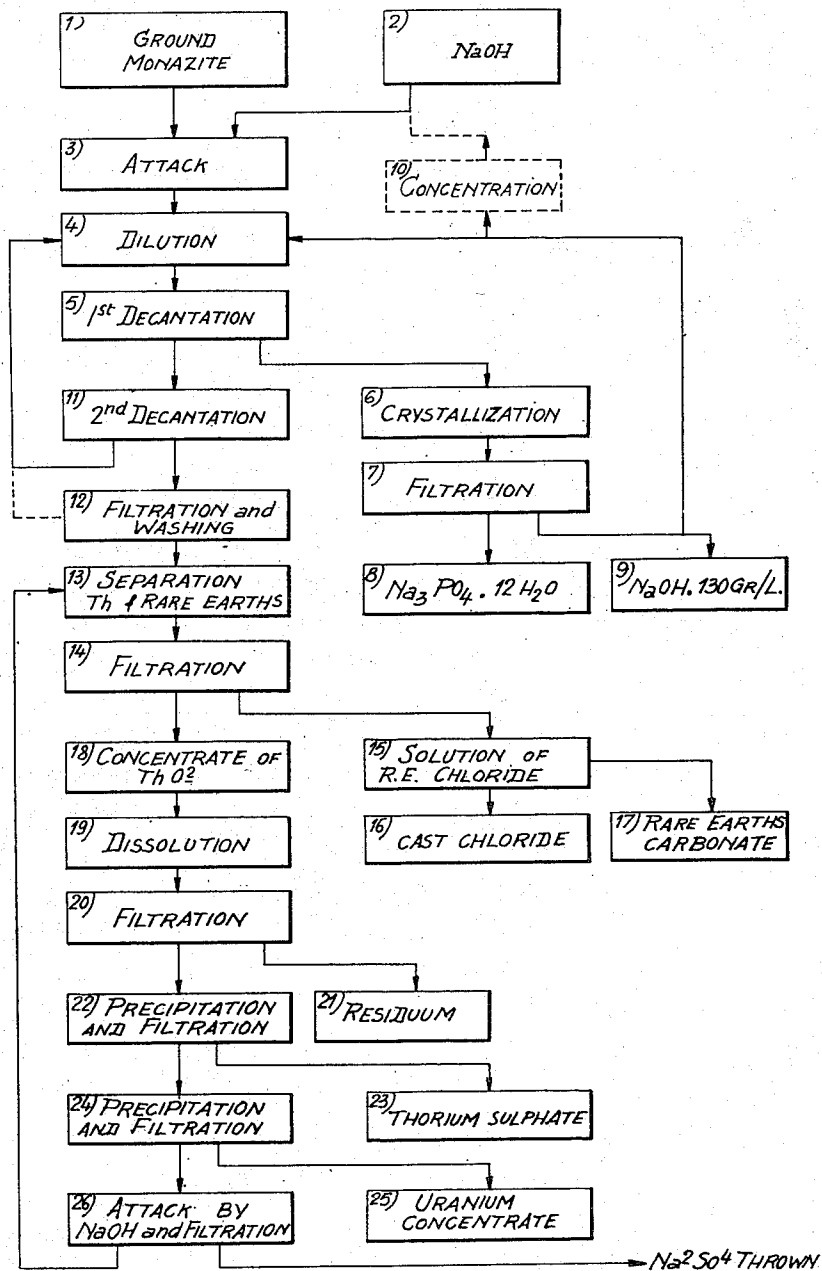 1) GROUND
MONAZITE
2) NaOH
3) ATTACK
10) CONCENTRATION
4) DILUTION
5) 1st DECANTATION
11) 2nd DECANTATION
6) CRYSTALLIZATION
7) FILTRATION
12) FILTRATION and
WASHING
8) Na3 PO4 . 12 H2O
9) NaOH. 130 GR/L.
13) SEPARATION
Th & RARE EARTHS
14) FILTRATION
18) CONCENTRATE OF
Th O2
15) SOLUTION OF
R.E. CHLORIDE
16) CAST CHLORIDE
17) RARE EARTHS
CARBONATE
19) DISSOLUTION
20) FILTRATION
22) PRECIPITATION
AND FILTRATION
21) RESIDUUM
24) PRECIPITATION
AND FILTRATION
23) THORIUM SULPHATE
26) ATTACK BY
NaOH and FILTRATION
25) URANIUM
CONCENTRATE
Na2 So4 THROWN